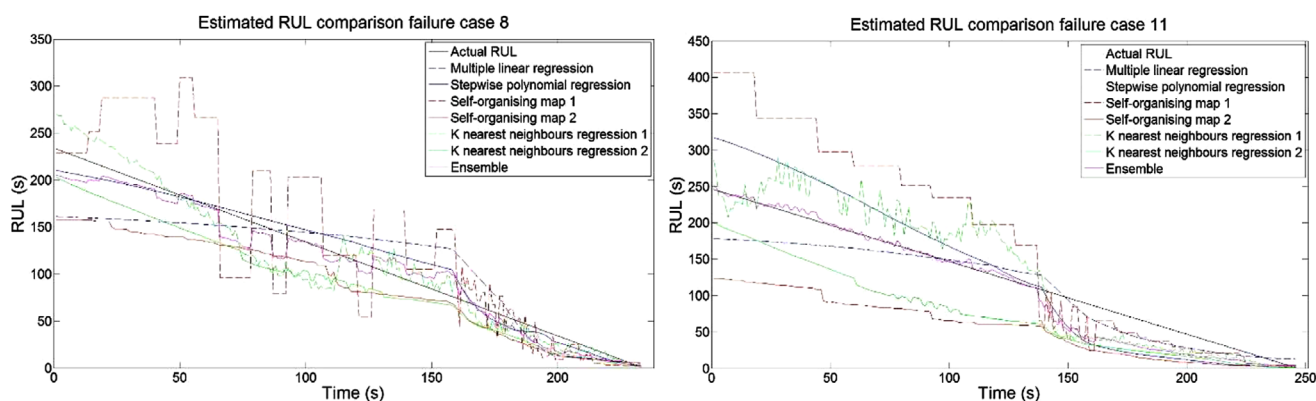 Estimated RUL comparison failure case 8
350
300
250
200
150
100
50
0
RUL (s)
0
50
100
150
200
Time (s)
Actual RUL
Multiple linear regression
Stepwise polynomial regression
Self-organising map 1
Self-organising map 2
K nearest neighbours regression 1
K nearest neighbours regression 2
Ensemble
Estimated RUL comparison failure case 11
450
400
350
300
250
200
150
100
50
0
RUL (s)
0
50
100
150
200
250
Time (s)
Actual RUL
Multiple linear regression
Stepwise polynomial regression
Self-organising map 1
Self-organising map 2
K nearest neighbours regression 1
K nearest neighbours regression 2
Ensemble